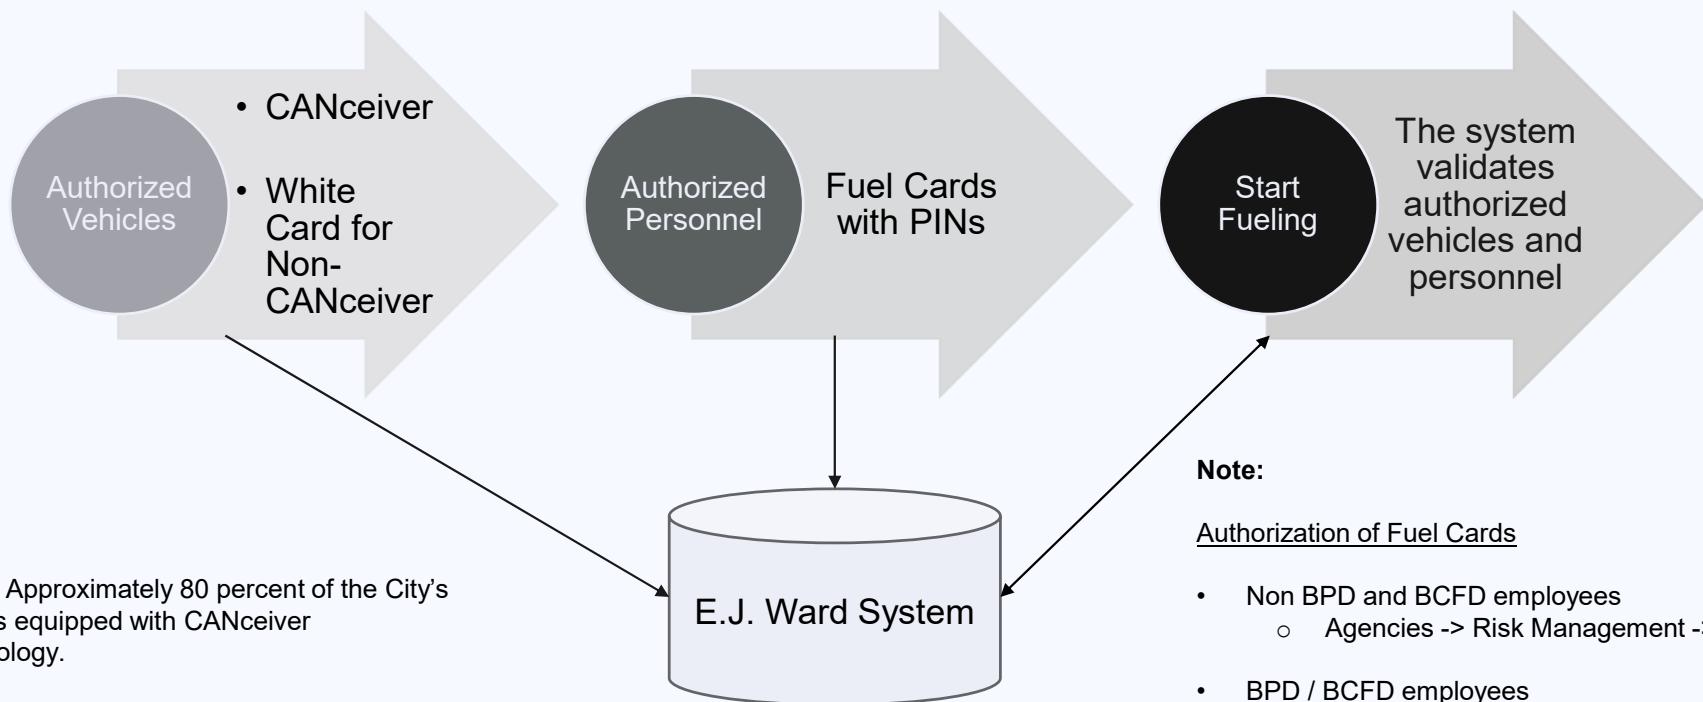 Authorized
Vehicles
• CANceiver
• White
Card for
Non-
CANceiver
Authorized
Personnel
Fuel Cards
with PINs
Start
Fueling
The system
validates
authorized
vehicles and
personnel
E.J. Ward System
Approximately 80 percent of the City’s
equipped with CANceiver
Note:
Authorization of Fuel Cards
• Non BPD and BCFD employees
○ Agencies -> Risk Management -
• BPD / BCFD employees